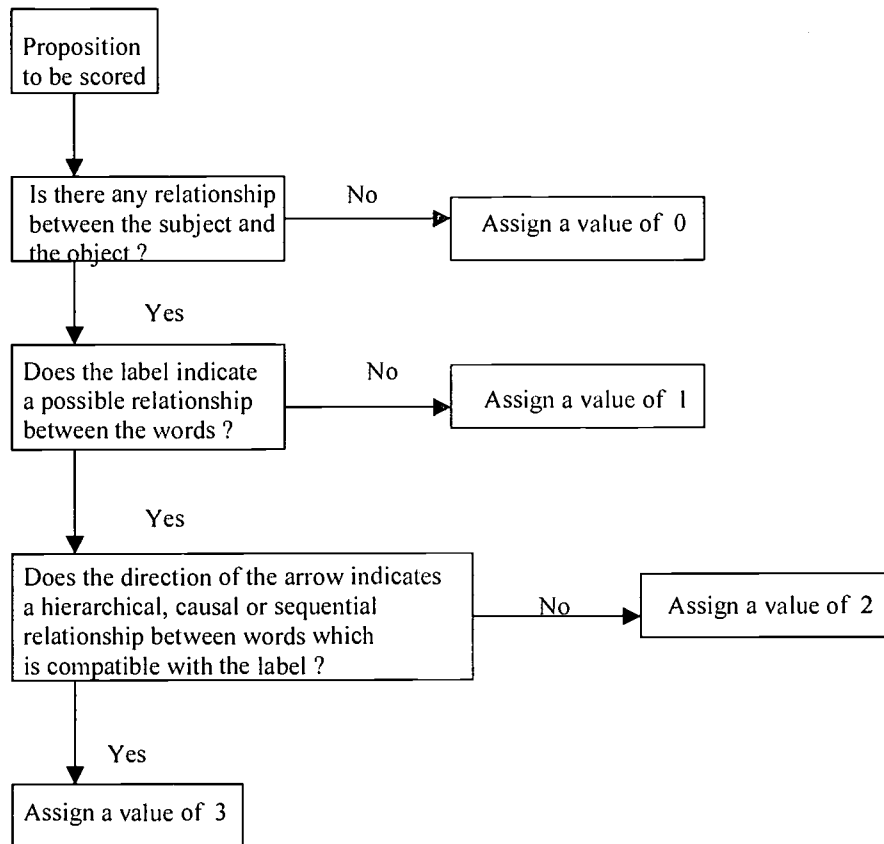 Proposition
to be scored
Is there any relationship
between the subject and
the object ?
No
Assign a value of 0
Yes
Does the label indicate
a possible relationship
between the words ?
No
Assign a value of 1
Yes
Does the direction of the arrow indicates
a hierarchical, causal or sequential
relationship between words which
is compatible with the label ?
No
Assign a value of 2
Yes
Assign a value of 3